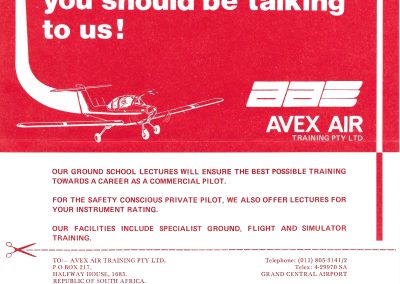 you should be talking
to us!
aae
AVEX AIR
TRAINING PTY LTD.
OUR GROUND SCHOOL LECTURES WILL ENSURE THE BEST POSSIBLE TRAINING
TOWARDS A CAREER AS A COMMERCIAL PILOT.
FOR THE SAFETY CONSCIOUS PRIVATE PILOT, WE ALSO OFFER LECTURES FOR
YOUR INSTRUMENT RATING.
OUR FACILITIES INCLUDE SPECIALIST GROUND, FLIGHT AND SIMULATOR
TRAINING.
TO:— AVEX AIR TRAINING PTY LTD.
P O BOX 217,
HALFWAY HOUSE, 1685.
REPUBLIC OF SOUTH AFRICA.
Telephone: (011) 805-3141/2
Telex: 4-29970 SA
GRAND CENTRAL AIRPORT